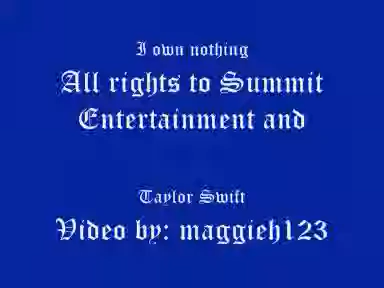 I own nothing
All rights to Summit
Entertainment and
Taylor Swift
Video by: maggieh123